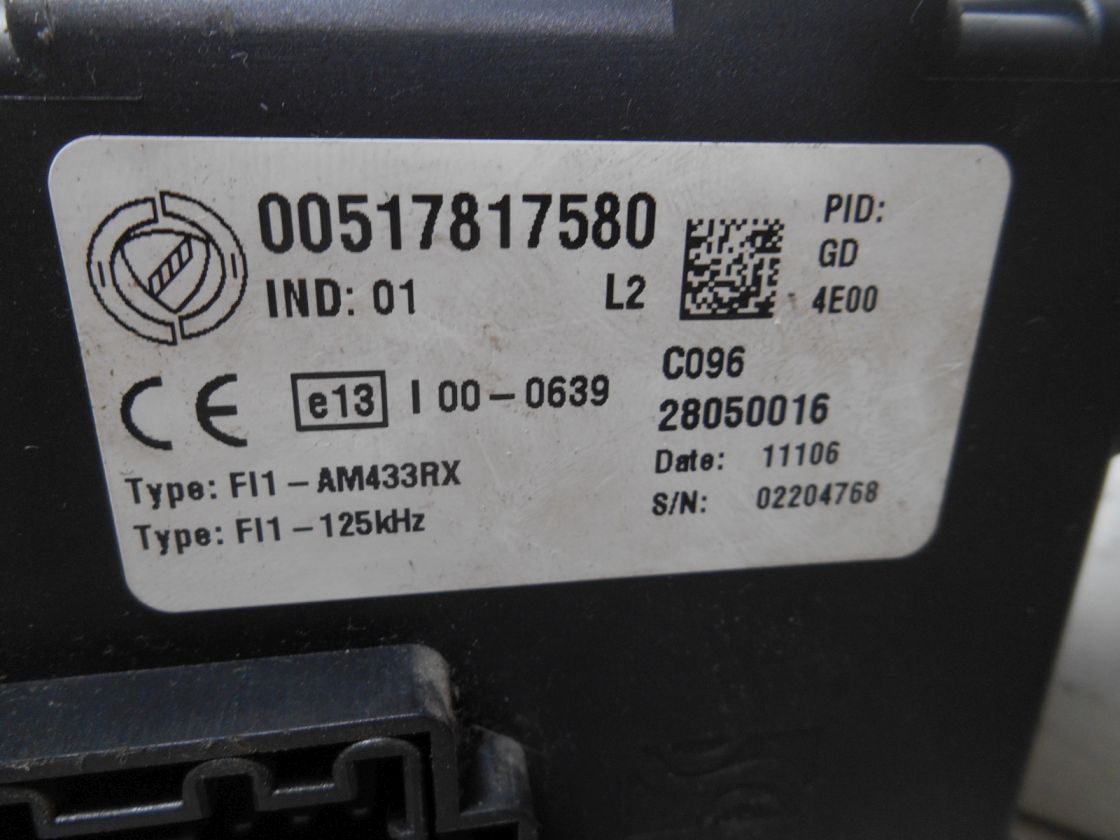 00517817580
IND: 01 L2
PID:
GD
4E00
CE e13 I 00-0639
C096
28050016
Type: FI1-AM433RX
Type: FI1-125kHz
Date: 11106
S/N: 02204768